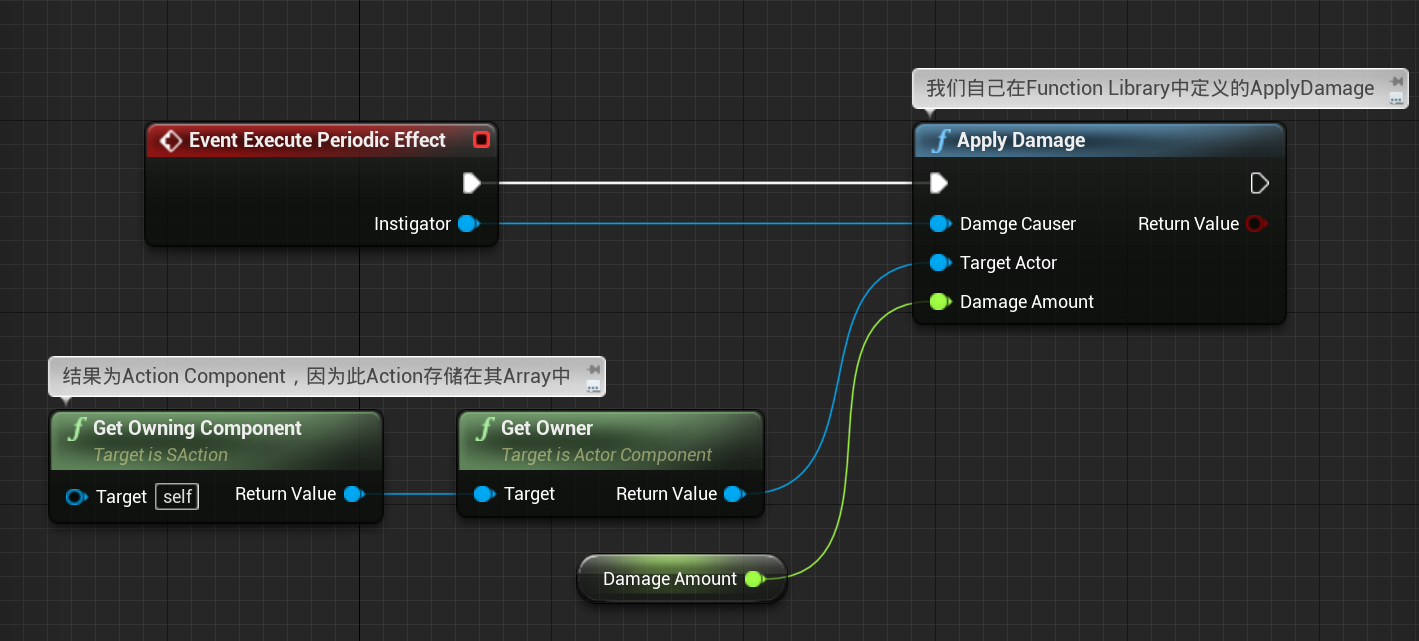 我们自己在Function Library中定义的ApplyDamage
Event Execute Periodic Effect
Instigator
Apply Damage
Damge Causer
Return Value
Target Actor
Damage Amount
结果为Action Component，因为此Action存储在其Array中
Get Owning Component
Target is SAction
Target self
Return Value
Get Owner
Target is Actor Component
Target
Return Value
Damage Amount